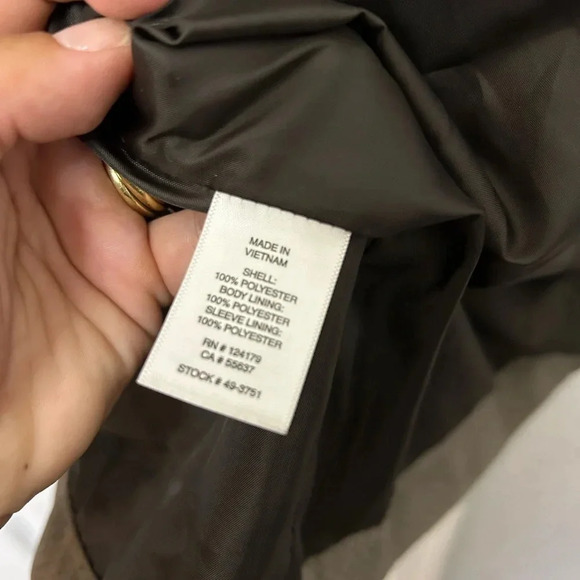 MADE IN
VIETNAM
SHELL:
100% POLYESTER
BODY LINING:
100% POLYESTER
SLEEVE LINING:
100% POLYESTER
RN # 124179
CA # 55637
STOCK # 49-3751